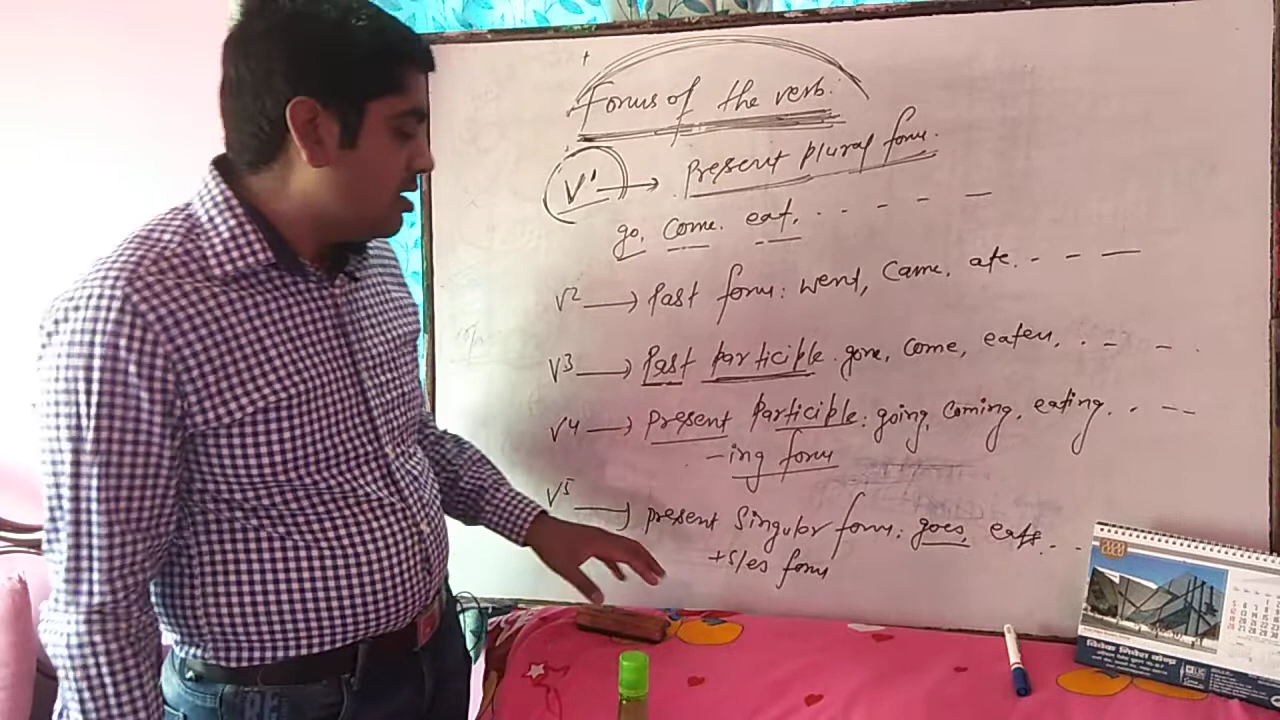 Forms of the verb.
V1 → Present plural form.
go, come. eat, . . - - - -
V2 → Past form: went, came, ate. - - —
V3 → Past participle. gone, come, eaten, . - - .
V4 → Present Participle: going, coming, eating. . --
-ing form
V5 → present Singular form: goes, eats. . -
+s/es form
2020
विवेक निवेश केन्द्र